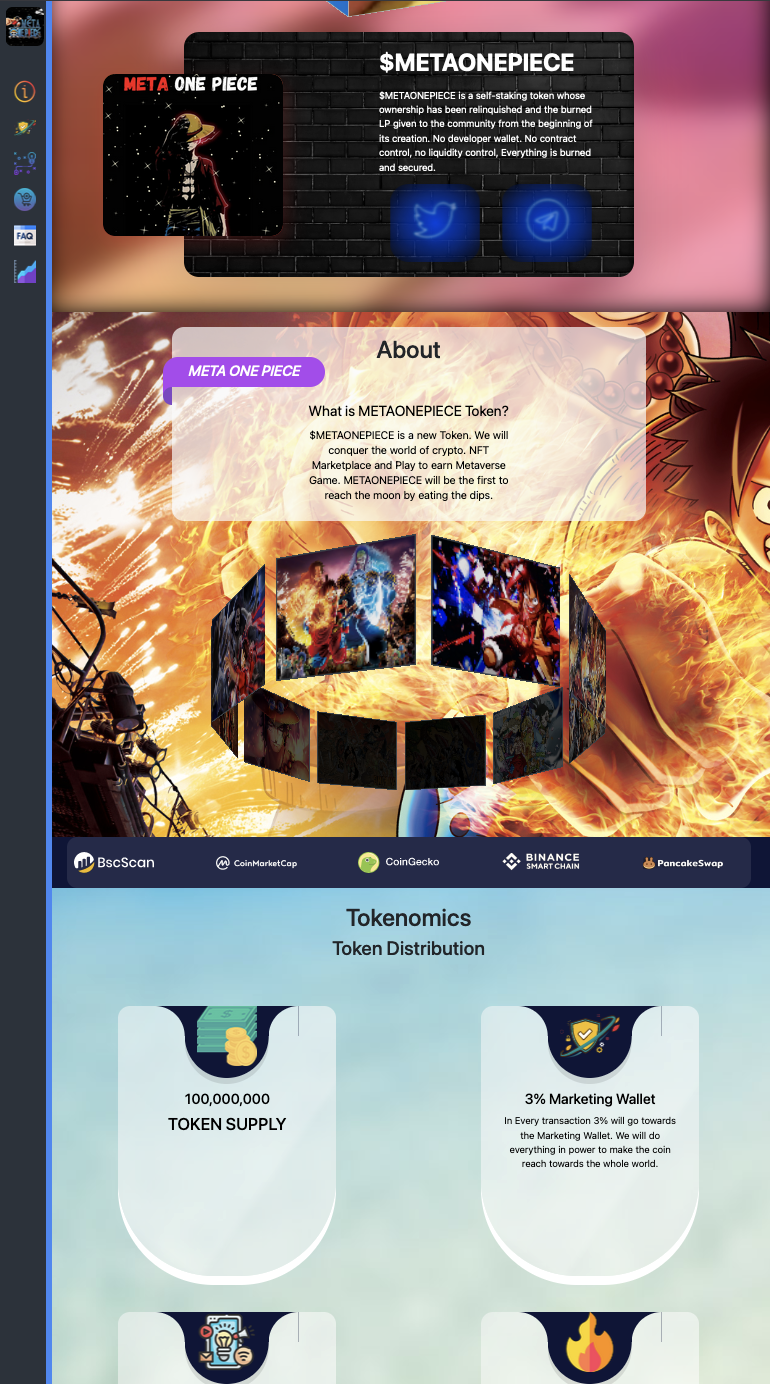 $METAONEPIECE
META ONE PIECE
$METAONEPIECE is a self-staking token whose
ownership has been relinquished and the burned
LP given to the community from the beginning of
its creation. No developer wallet. No contract
control, no liquidity control, Everything is burned
and secured.
FAQ
About
META ONE PIECE
What is METAONEPIECE Token?
$METAONEPIECE is a new Token. We will
conquer the world of crypto. NFT
Marketplace and Play to earn Metaverse
Game. METAONEPIECE will be the first to
reach the moon by eating the dips.
BscScan
CoinMarketCap
CoinGecko
BINANCE
SMART CHAIN
PancakeSwap
Tokenomics
Token Distribution
100,000,000
TOKEN SUPPLY
3% Marketing Wallet
In Every transaction 3% will go towards
the Marketing Wallet. We will do
everything in power to make the coin
reach towards the whole world.